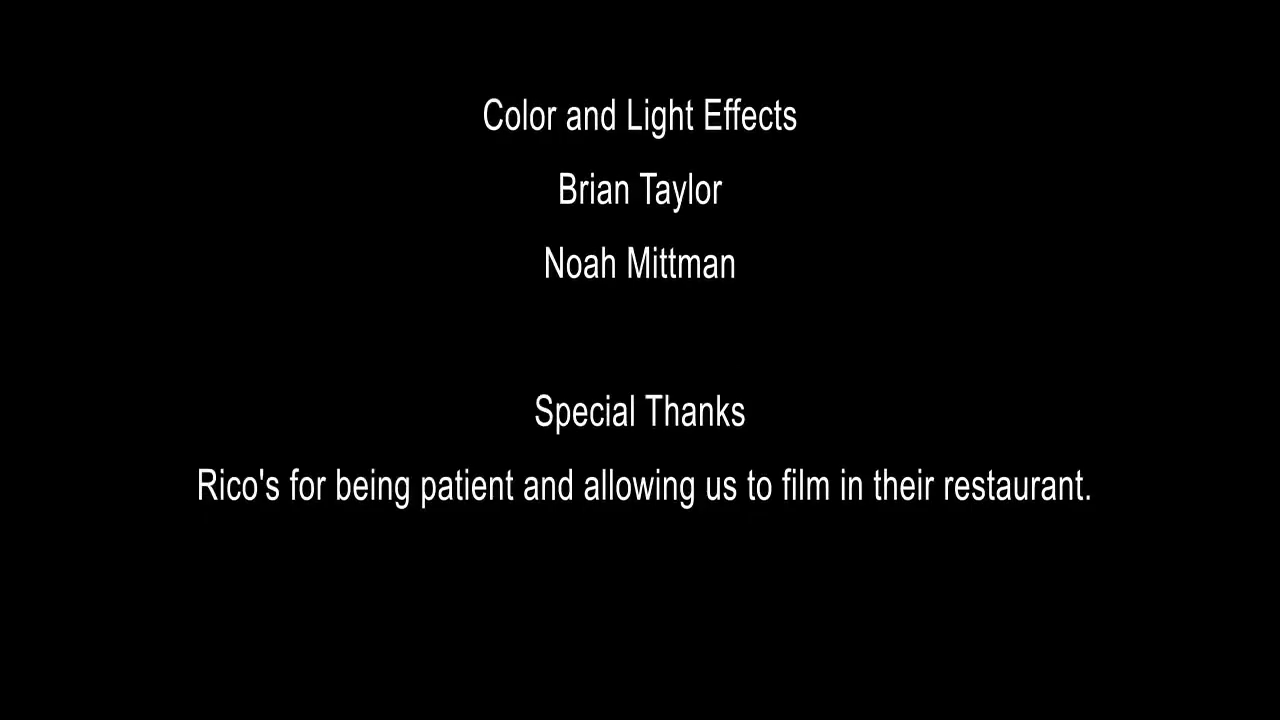 Color and Light Effects
Brian Taylor
Noah Mittman
Special Thanks
Rico's for being patient and allowing us to film in their restaurant.